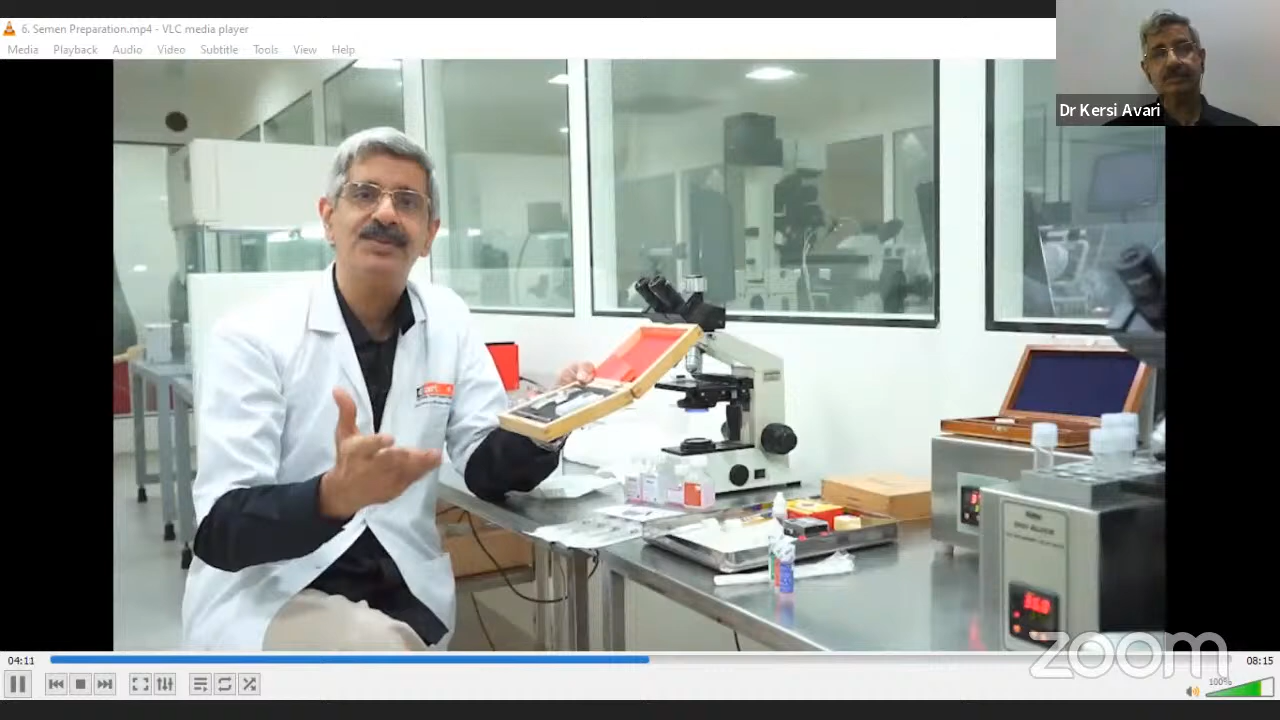 6. Semen Preparation.mp4 - VLC media player
Media Playback Audio Video Subtitle Tools View Help
Dr Kersi Avari
04:11
08:15
zoom
100%